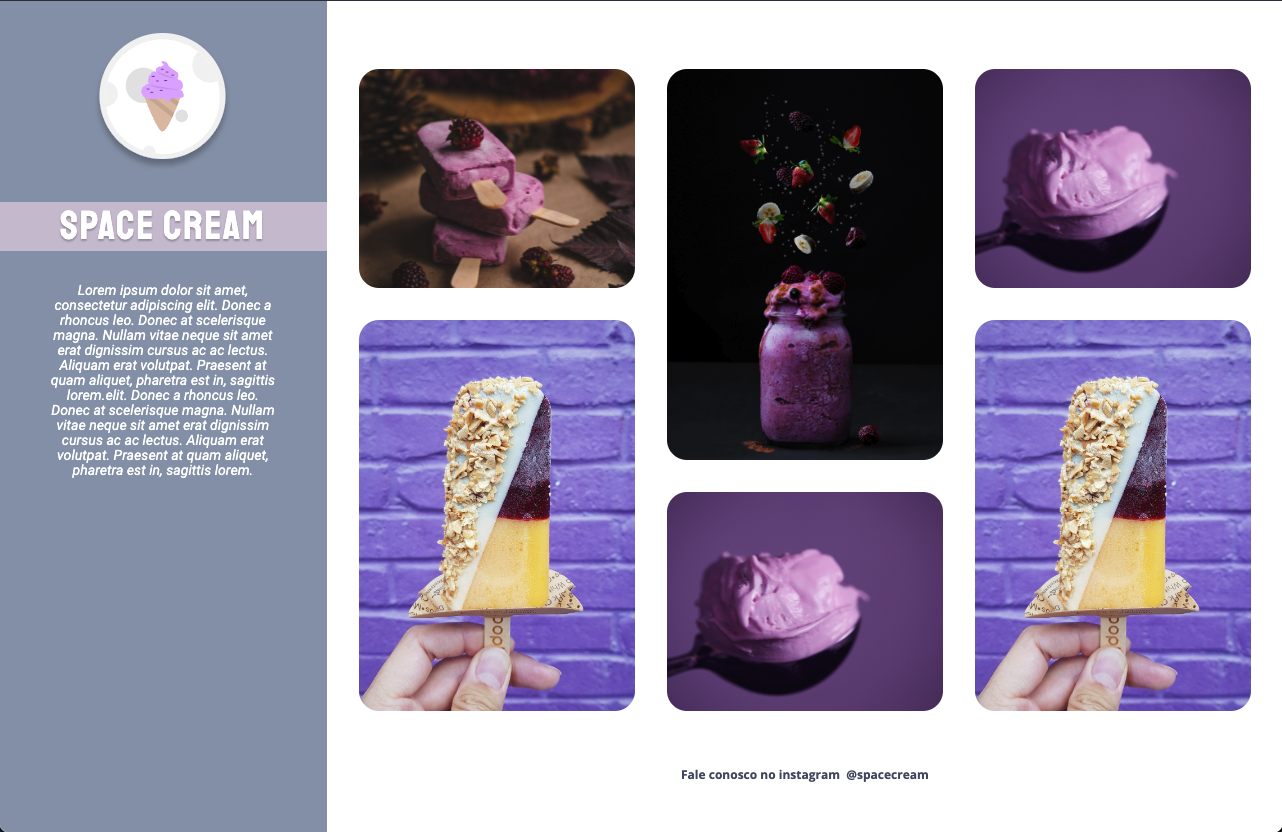 SPACE CREAM
Lorem ipsum dolor sit amet,
consectetur adipiscing elit. Donec a
rhoncus leo. Donec at scelerisque
magna. Nullam vitae neque sit amet
erat dignissim cursus ac ac lectus.
Aliquam erat volutpat. Praesent at
quam aliquet, pharetra est in, sagittis
lorem.elit. Donec a rhoncus leo.
Donec at scelerisque magna. Nullam
vitae neque sit amet erat dignissim
cursus ac ac lectus. Aliquam erat
volutpat. Praesent at quam aliquet,
pharetra est in, sagittis lorem.
Fale conosco no instagram @spacecream